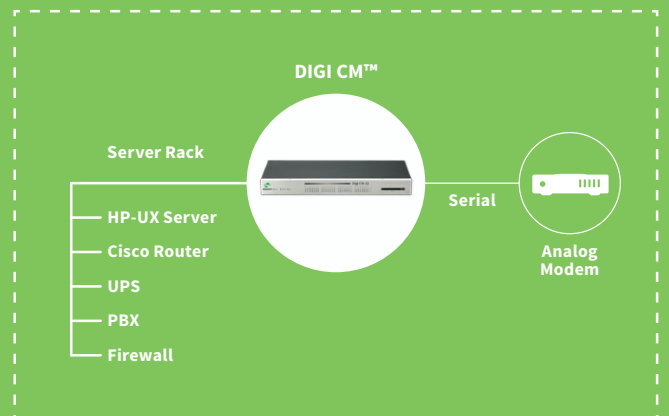 DIGI CM™
Server Rack
HP-UX Server
Cisco Router
UPS
PBX
Firewall
Serial
Analog
Modem